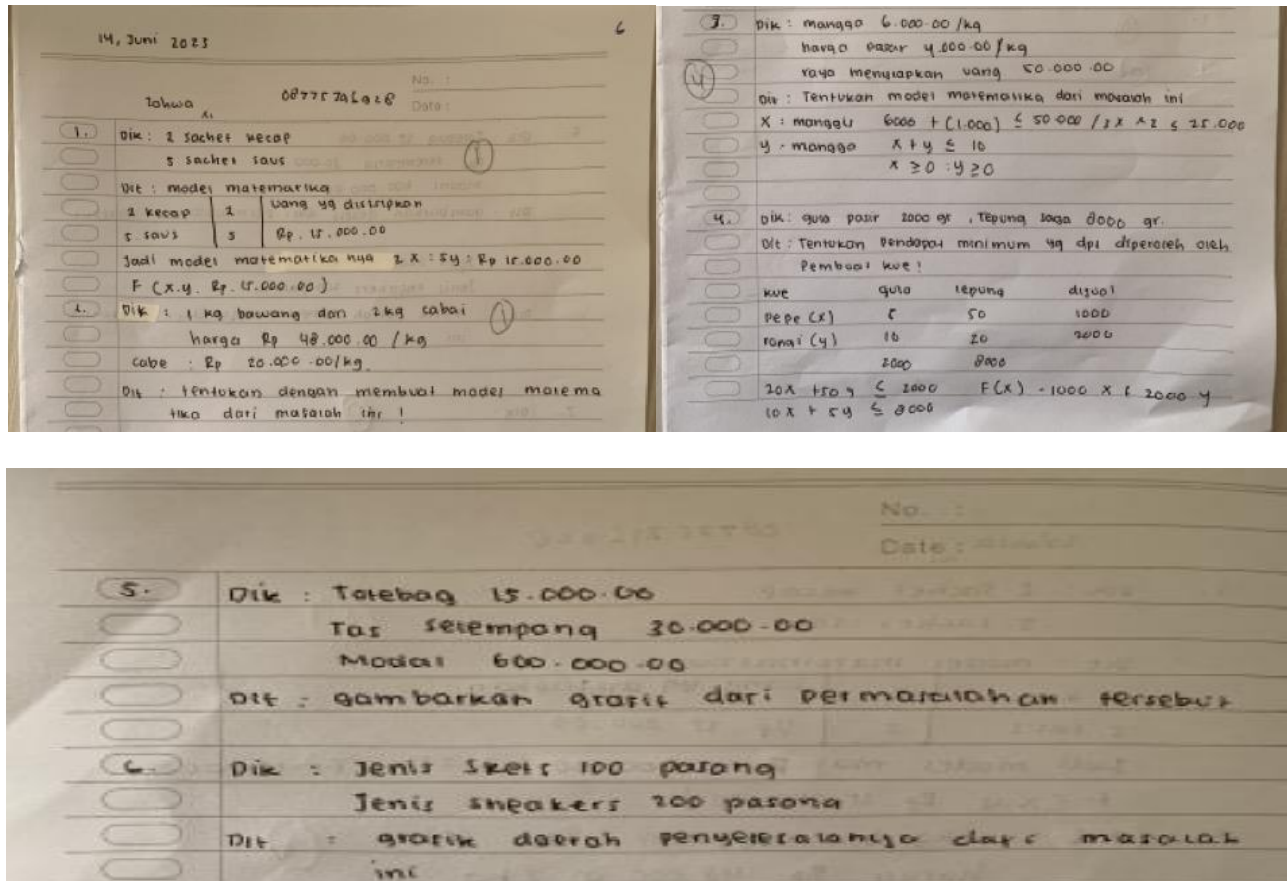 14, Juni 2023
6
No. :
Zahwa 08775746928 Date :
1. Dik : 2 sachet kecap
5 sachet saus
1
Dit : model matematika
2 kecap 2 uang yg disiapkan
5 saus 5 Rp. 15.000.00
Jadi model matematika nya 2 x : 5y : Rp 15.000.00
F (x.y. Rp. 15.000.00)
2. Dik : 1 kg bawang dan 2 kg cabai
1
harga Rp 48.000.00 / kg
cabe : Rp 20.000.00/kg
Dit : tentukan dengan membuat model matema
tika dari masalah ini !
3. Dik : mangga 6.000.00 /kg
harga pasar 4.000.00/kg
4
raya menyiapkan uang 50.000.00
Dit : Tentukan model matematika dari masalah ini
X : manggis 6000 + (1.000) ≤ 50.000 / 3x ^2 ≤ 25.000
y - mangga x + y ≤ 10
x ≥ 0 : y ≥ 0
4. Dik : gula pasir 2000 gr , Tepung saga 8000 gr.
Dit : Tentukan Pendapat minimum yg dpt diperoleh oleh
Pembuat kue !
kue gula tepung dijual
pepe (x) 5 50 1000
rangi (y) 10 20 2000
2000 8000
20x +50y ≤ 2000 F(x) - 1000 x 2000 y
10x + 5y ≤ 8000
No. :
Date :
5. Dik : Totebag 15.000.00
Tas selempang 30.000.00
Modal 600.000.00
Dit : gambarkan grafik dari permasalahan tersebut
6. Dik : Jenis skets 100 pasang
Jenis sneakers 200 pasang
Dit : grafik daerah penyelesaiannya dari masalah
ini